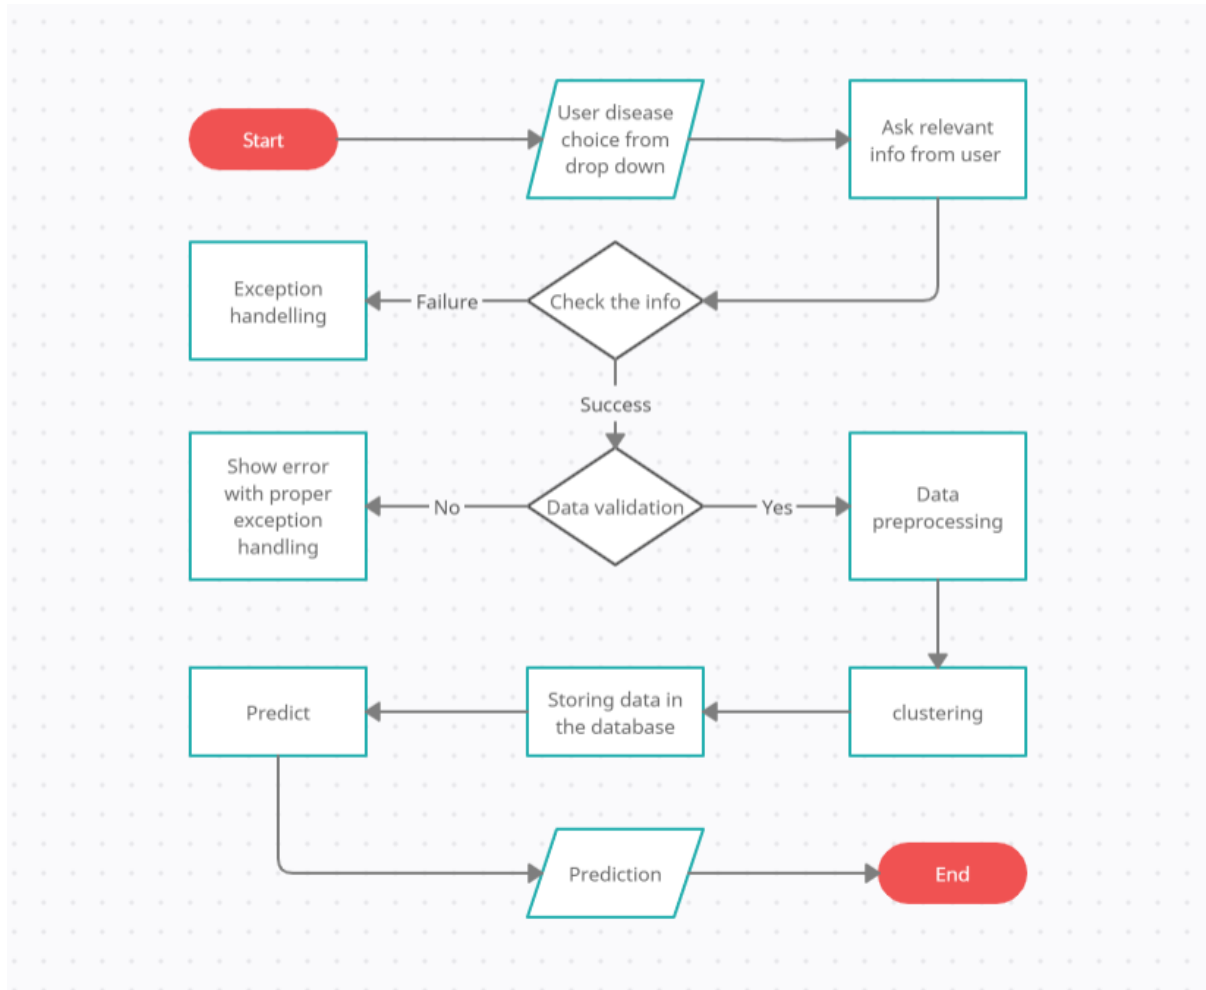 Start
User disease
choice from
drop down
Ask relevant
info from user
Exception
handelling
Failure
Check the info
Success
Show error
with proper
exception
handling
No
Data validation
Yes
Data
preprocessing
Predict
Storing data in
the database
clustering
Prediction
End